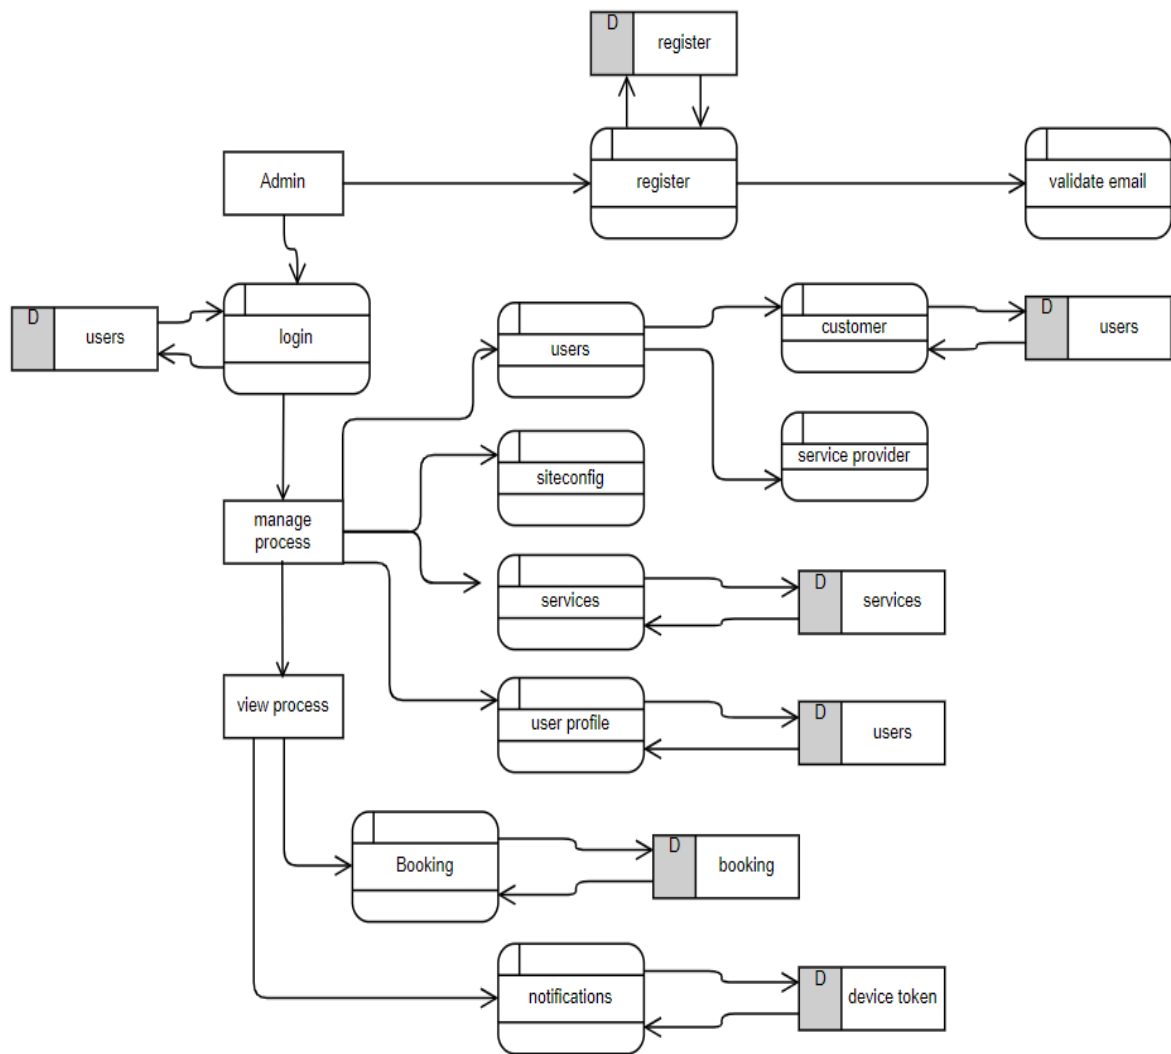 D
register
register
validate email
Admin
D
users
login
users
customer
D
users
service provider
siteconfig
manage
process
services
D
services
view process
user profile
D
users
Booking
D
booking
notifications
D
device token